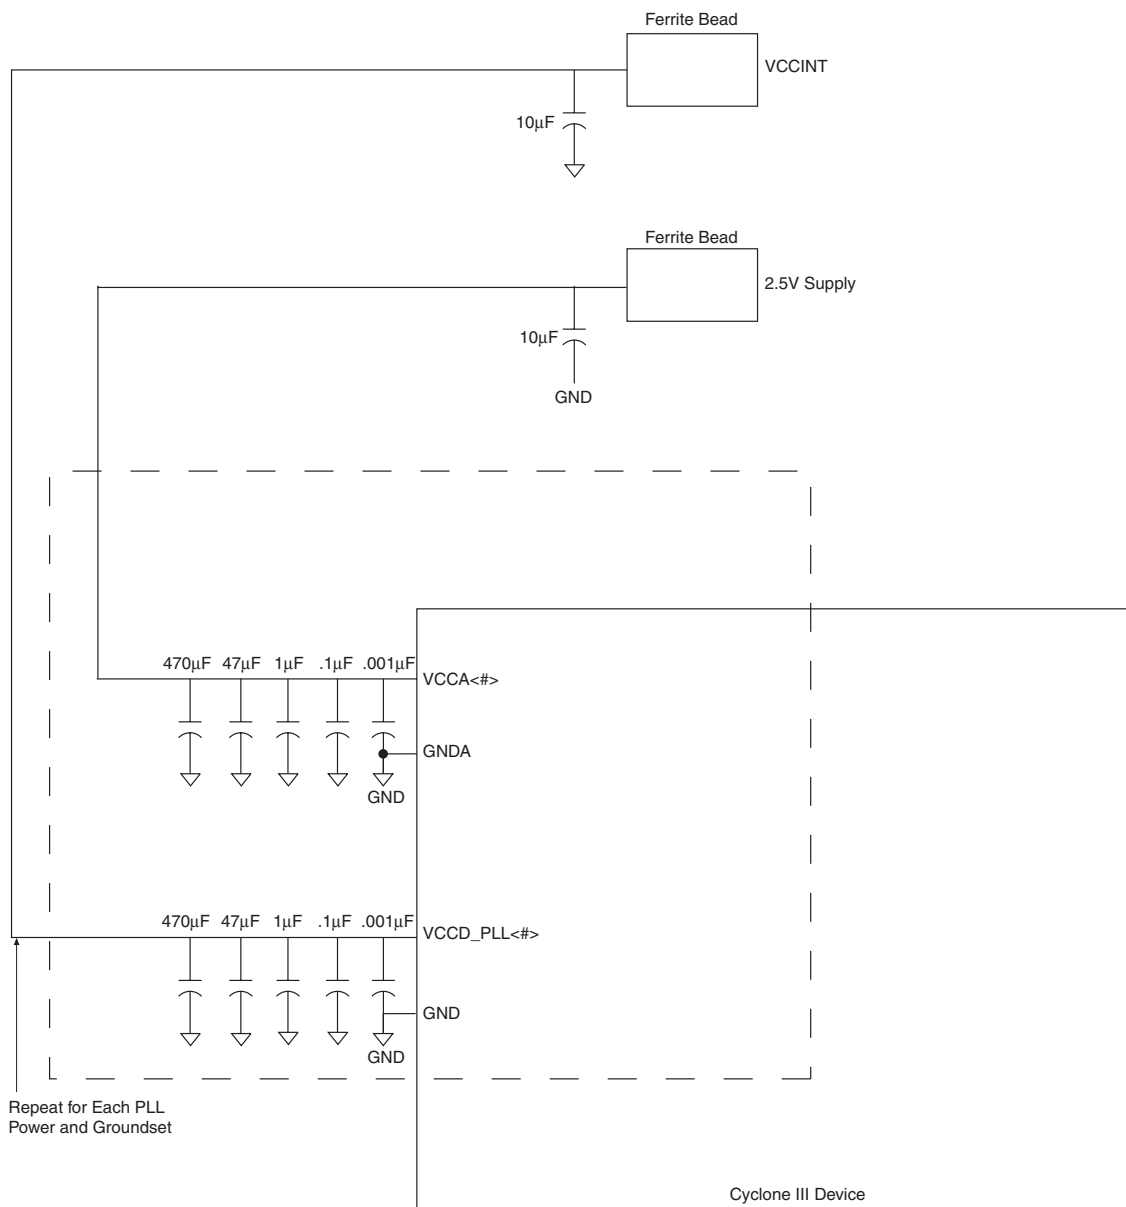 Ferrite Bead
VCCINT
10µF
Ferrite Bead
2.5V Supply
10µF
GND
470µF 47µF 1µF .1µF .001µF
VCCA<#>
GNDA
GND
470µF 47µF 1µF .1µF .001µF
VCCD_PLL<#>
GND
GND
Repeat for Each PLL
Power and Groundset
Cyclone III Device